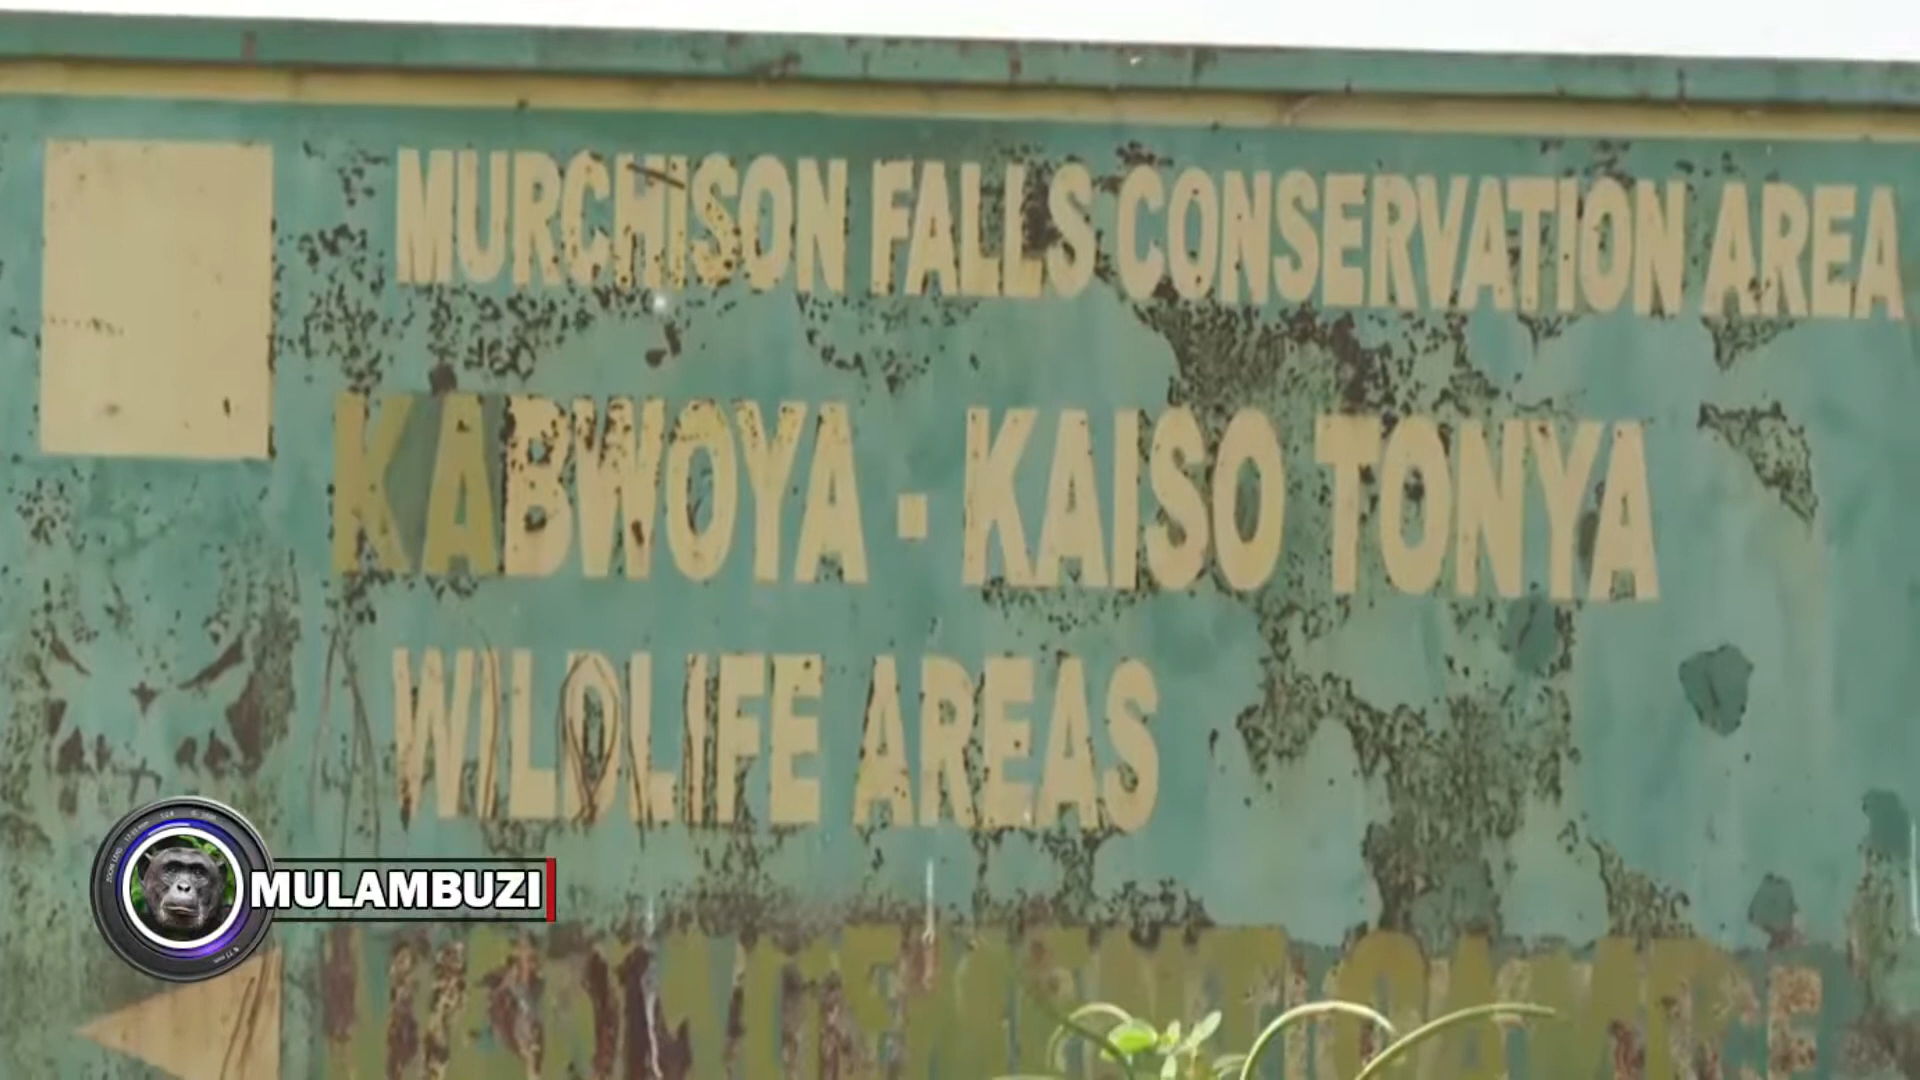 MURCHISON FALLS CONSERVATION AREA
KABWOYA - KAISO TONYA
WILDLIFE AREAS
MULAMBUZI